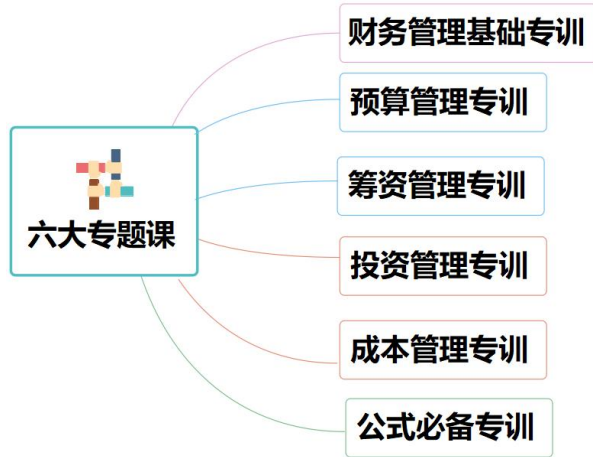 六大专题课
财务管理基础专训
预算管理专训
筹资管理专训
投资管理专训
成本管理专训
公式必备专训